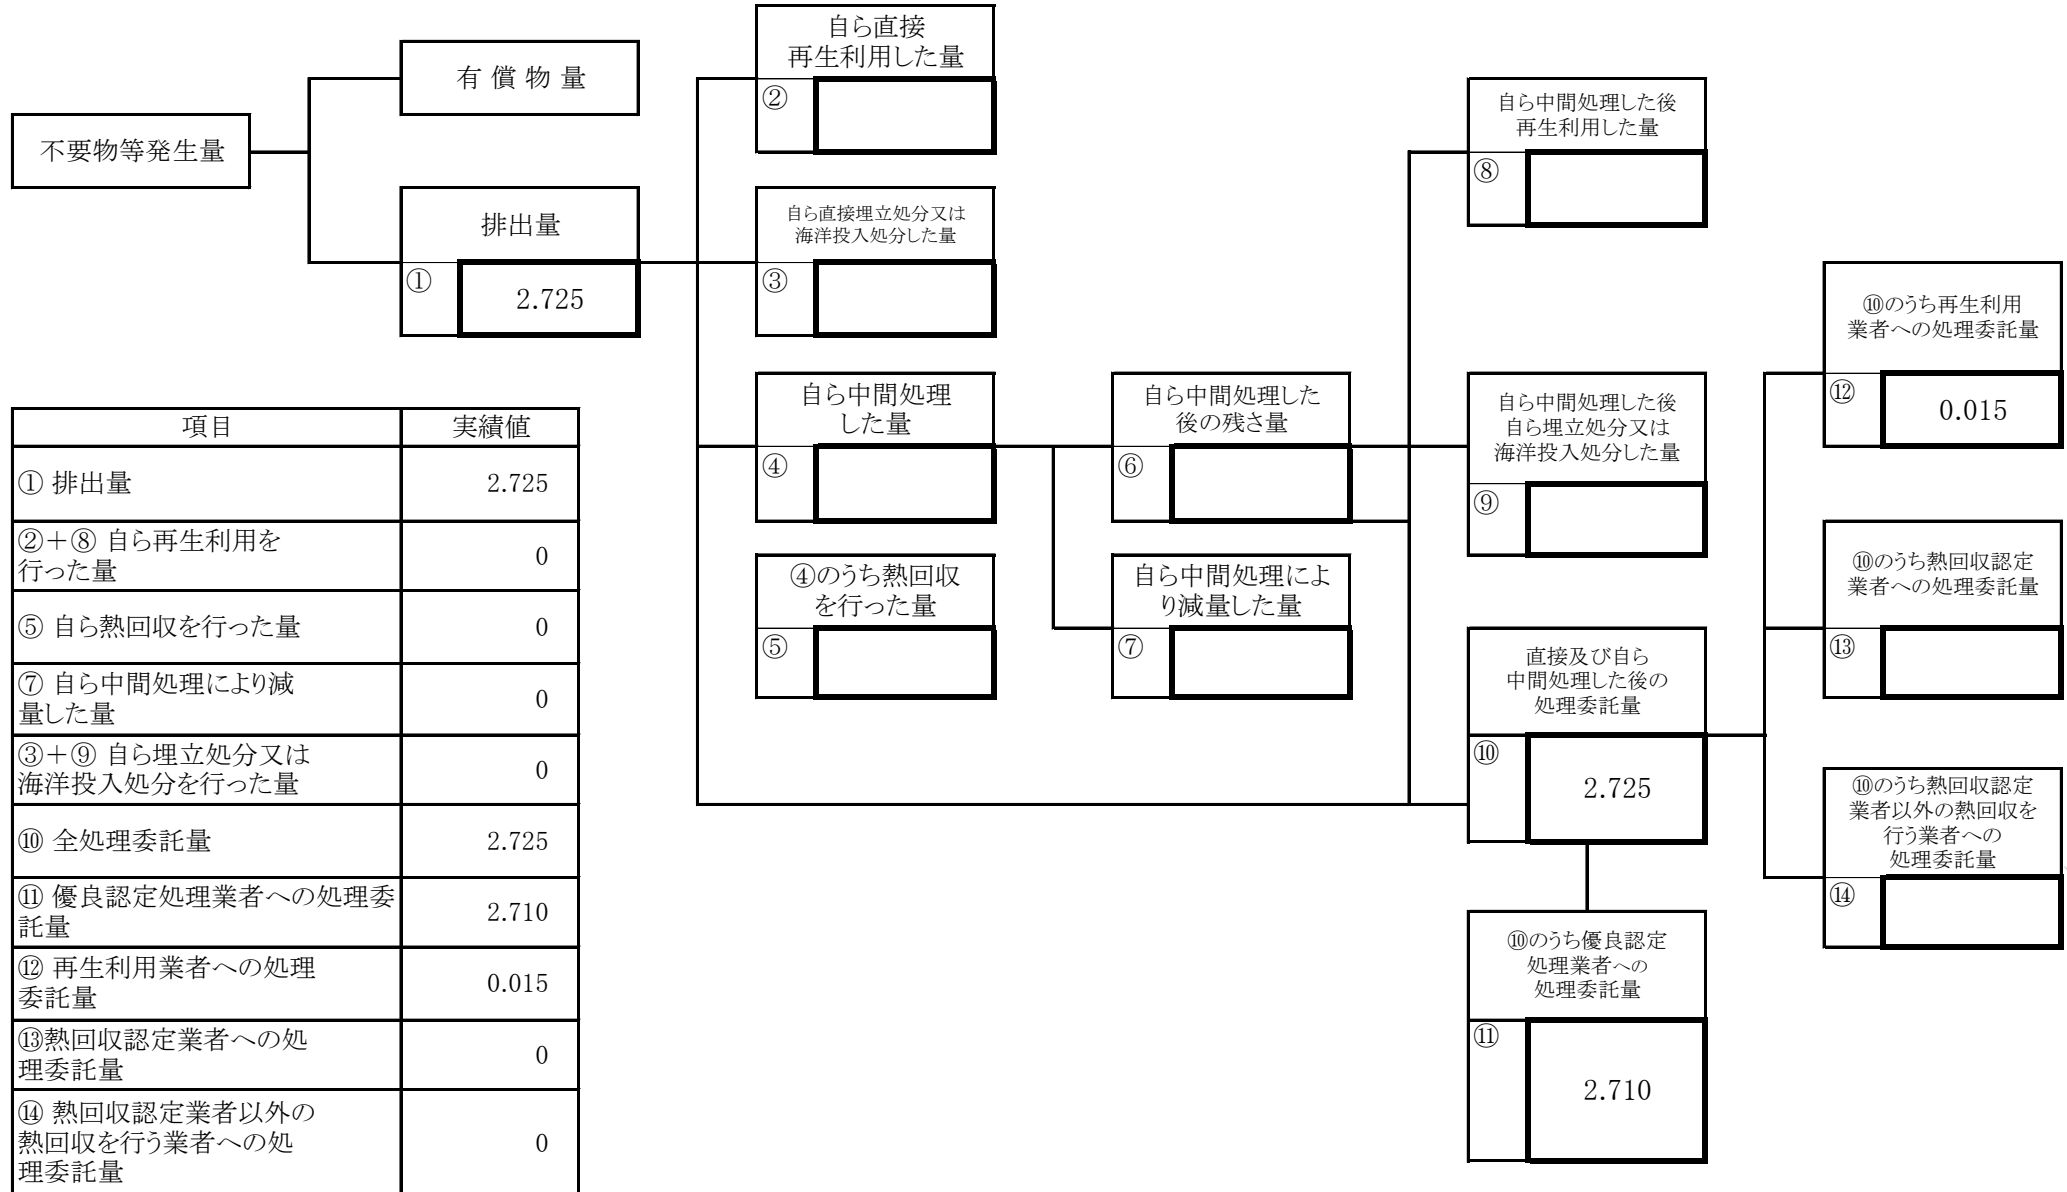 不要物等発生量
有 償 物 量
排出量
①
2.725
自ら直接
再生利用した量
②
自ら直接埋立処分又は
海洋投入処分した量
③
自ら中間処理
した量
④
④のうち熱回収
を行った量
⑤
自ら中間処理した
後の残さ量
⑥
自ら中間処理によ
り減量した量
⑦
自ら中間処理した後
再生利用した量
⑧
自ら中間処理した後
自ら埋立処分又は
海洋投入処分した量
⑨
直接及び自ら
中間処理した後の
処理委託量
⑩
2.725
⑩のうち優良認定
処理業者への
処理委託量
⑪
2.710
⑩のうち再生利用
業者への処理委託量
⑫
0.015
⑩のうち熱回収認定
業者への処理委託量
⑬
⑩のうち熱回収認定
業者以外の熱回収を
行う業者への
処理委託量
⑭
項目 実績値
① 排出量 2.725
②＋⑧ 自ら再生利用を
行った量 0
⑤ 自ら熱回収を行った量 0
⑦ 自ら中間処理により減
量した量 0
③＋⑨ 自ら埋立処分又は
海洋投入処分を行った量 0
⑩ 全処理委託量 2.725
⑪ 優良認定処理業者への処理委
託量 2.710
⑫ 再生利用業者への処理
委託量 0.015
⑬熱回収認定業者への処
理委託量 0
⑭ 熱回収認定業者以外の
熱回収を行う業者への処
理委託量 0